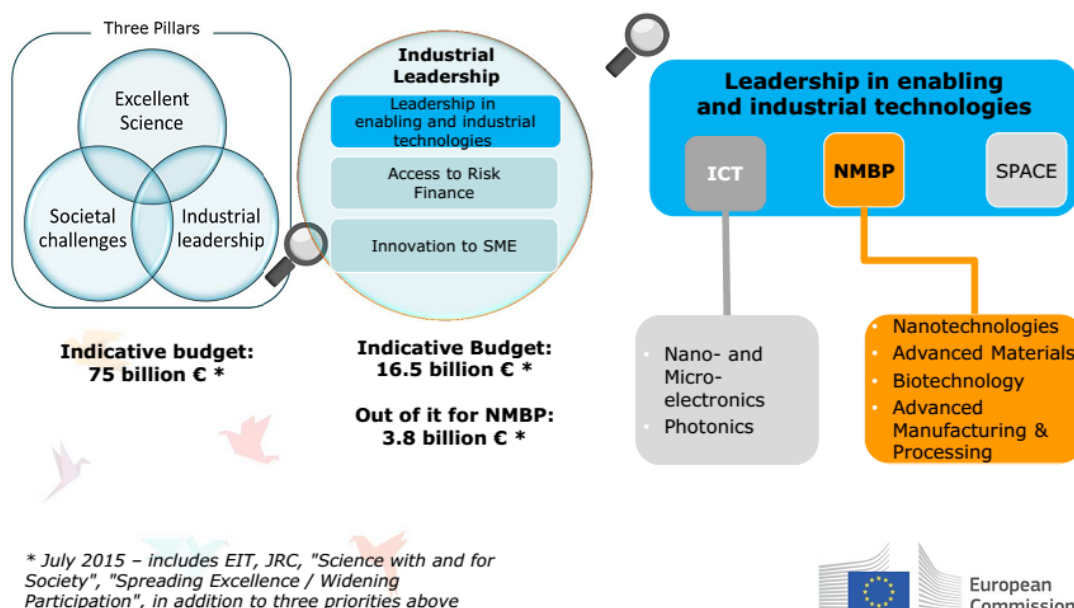 Three Pillars
Excellent
Science
Societal
challenges
Industrial
leadership
Indicative budget:
75 billion € *
Industrial
Leadership
Leadership in
enabling and industrial
technologies
Access to Risk
Finance
Innovation to SME
Indicative Budget:
16.5 billion € *
Out of it for NMBP:
3.8 billion € *
Leadership in enabling
and industrial technologies
ICT
NMBP
SPACE
• Nano- and
Micro-
electronics
• Photonics
• Nanotechnologies
• Advanced Materials
• Biotechnology
• Advanced
Manufacturing &
Processing
* July 2015 – includes EIT, JRC, "Science with and for
Society", "Spreading Excellence / Widening
Participation", in addition to three priorities above
European
Commission